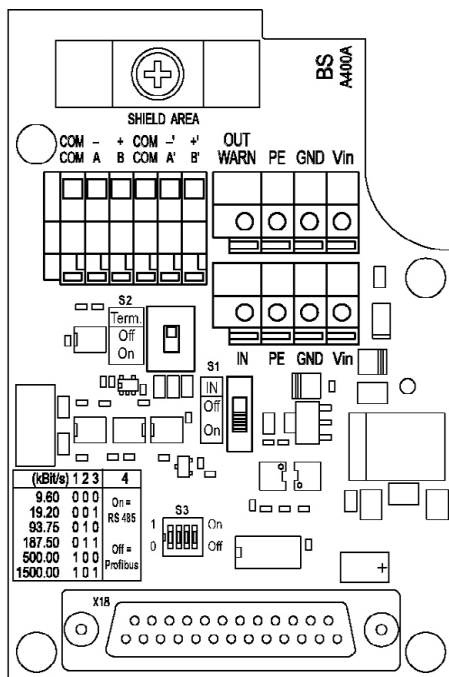 BS
A400A
SHIELD AREA
COM – + COM –' +'
COM A B COM A' B'
OUT
WARN PE GND Vin
S2
Term.
Off
On
IN PE GND Vin
S1
IN
Off
On
(kBit/s) 1 2 3 4
9.60 0 0 0
19.20 0 0 1
93.75 0 1 0
187.50 0 1 1
500.00 1 0 0
1500.00 1 0 1
On =
RS 485
Off =
Profibus
S3
1 On
0 Off
+
X18